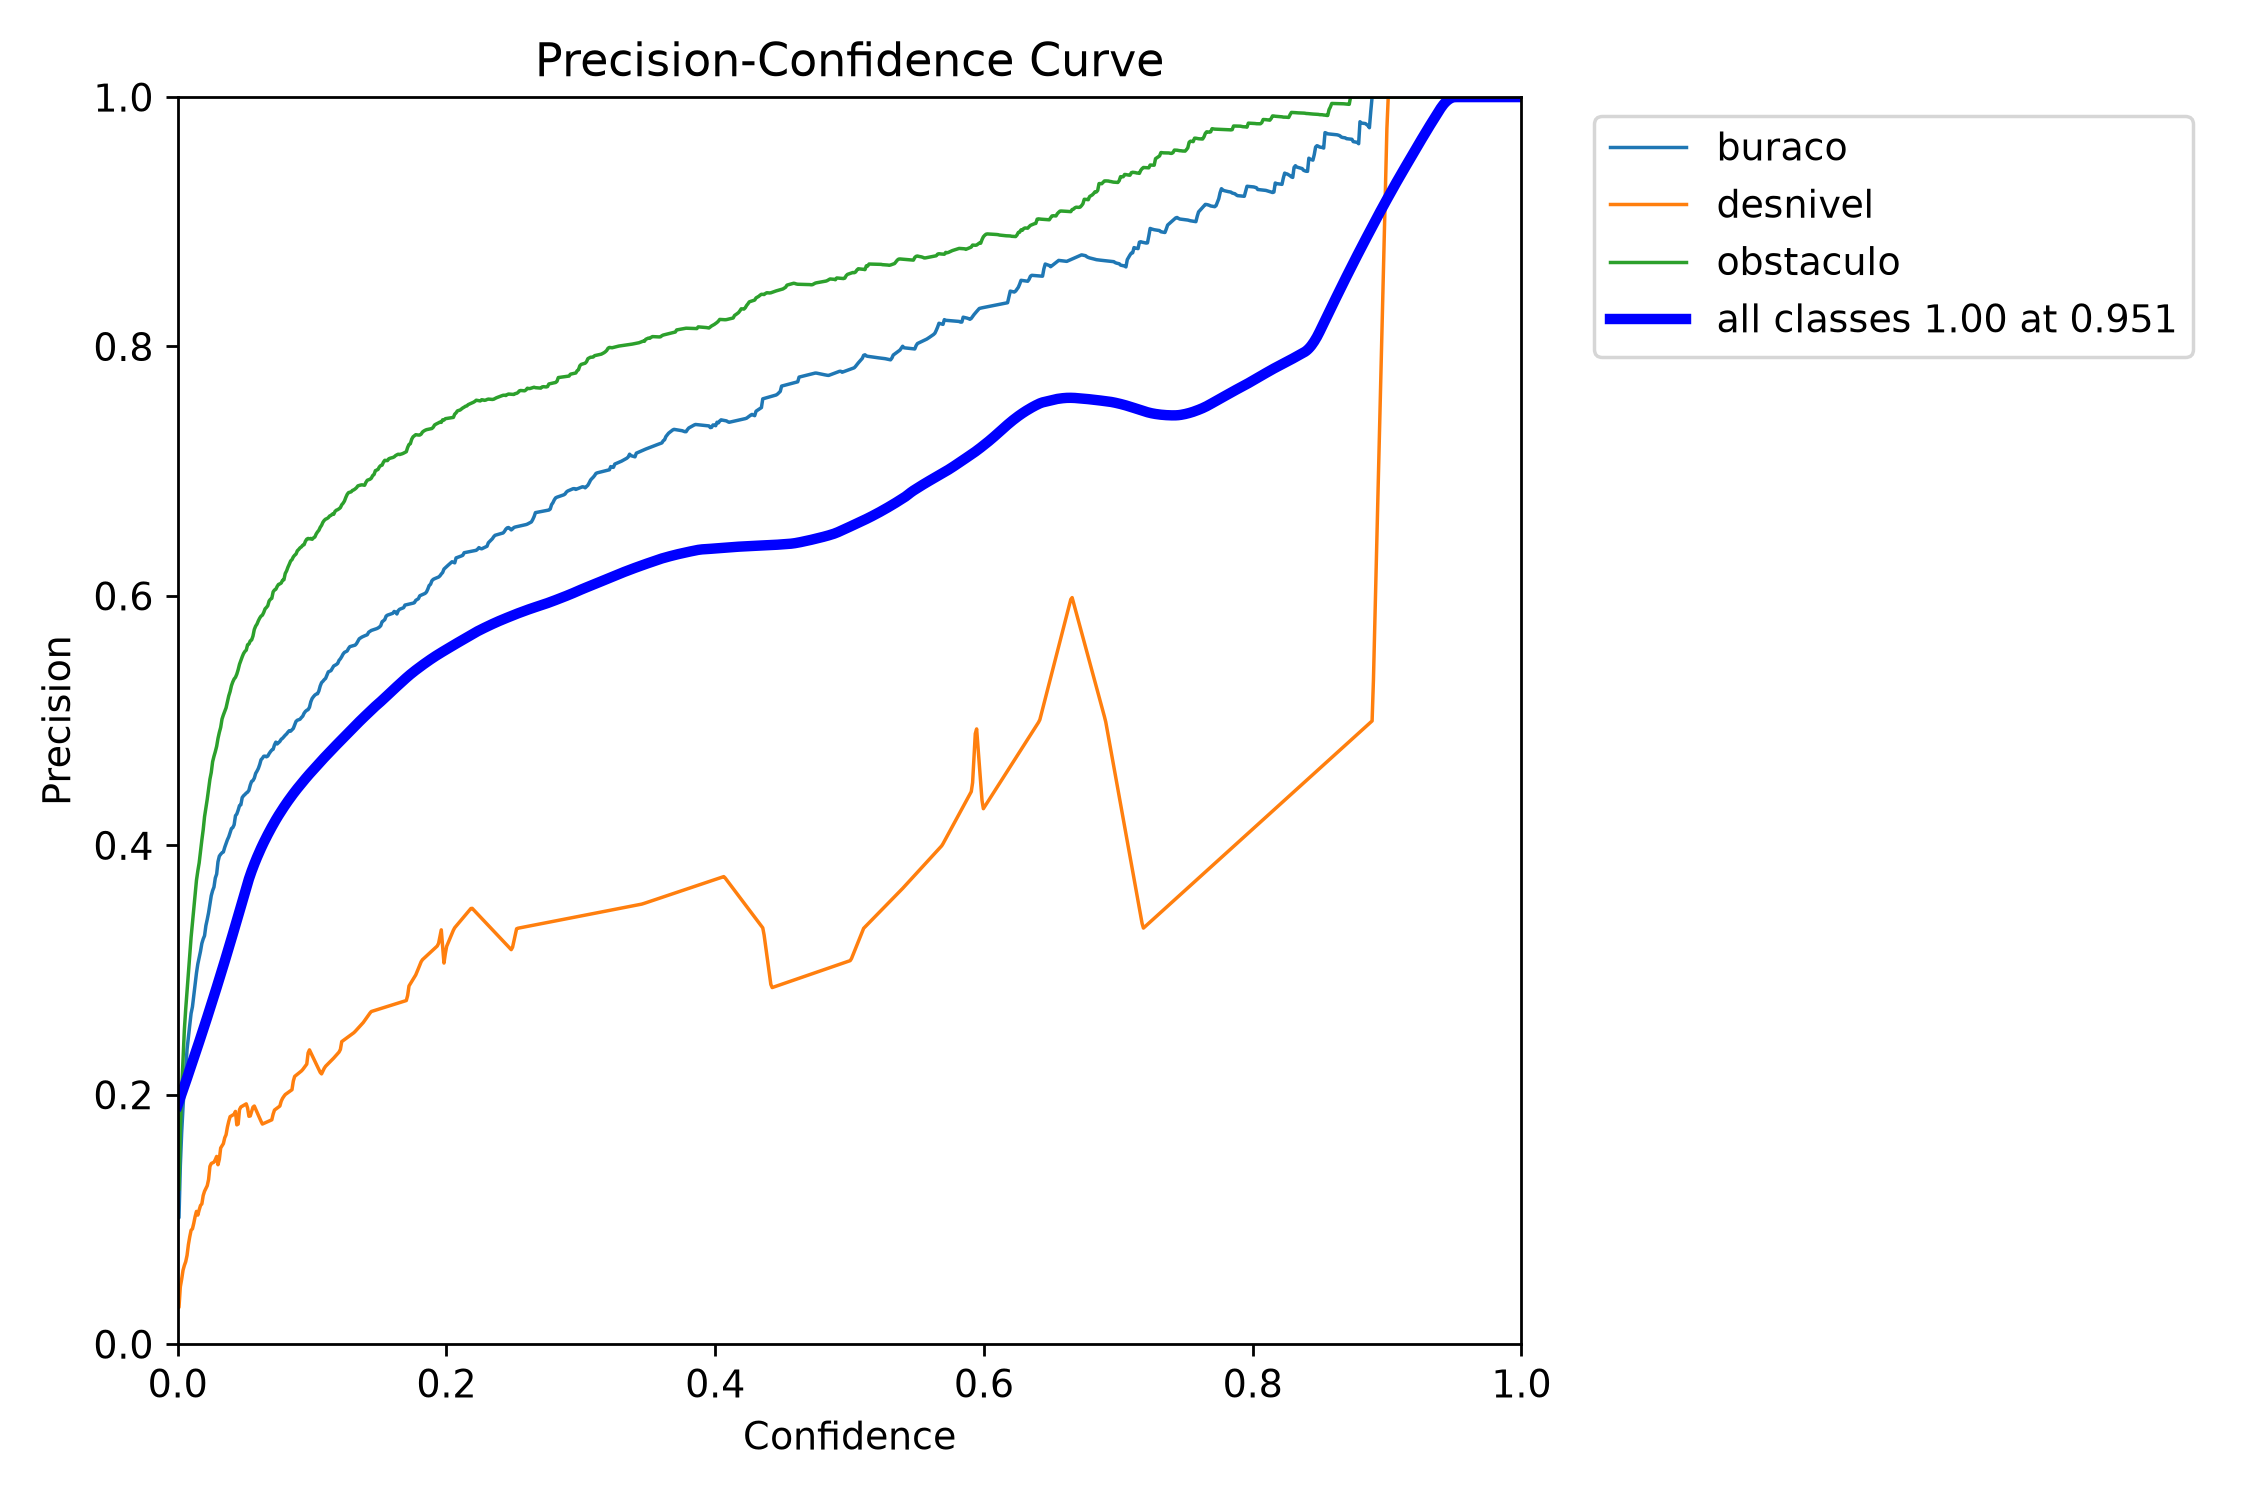 Precision-Confidence Curve
1.0
0.8
0.6
0.4
0.2
0.0
Precision
0.0 0.2 0.4 0.6 0.8 1.0
Confidence
buraco
desnivel
obstaculo
all classes 1.00 at 0.951